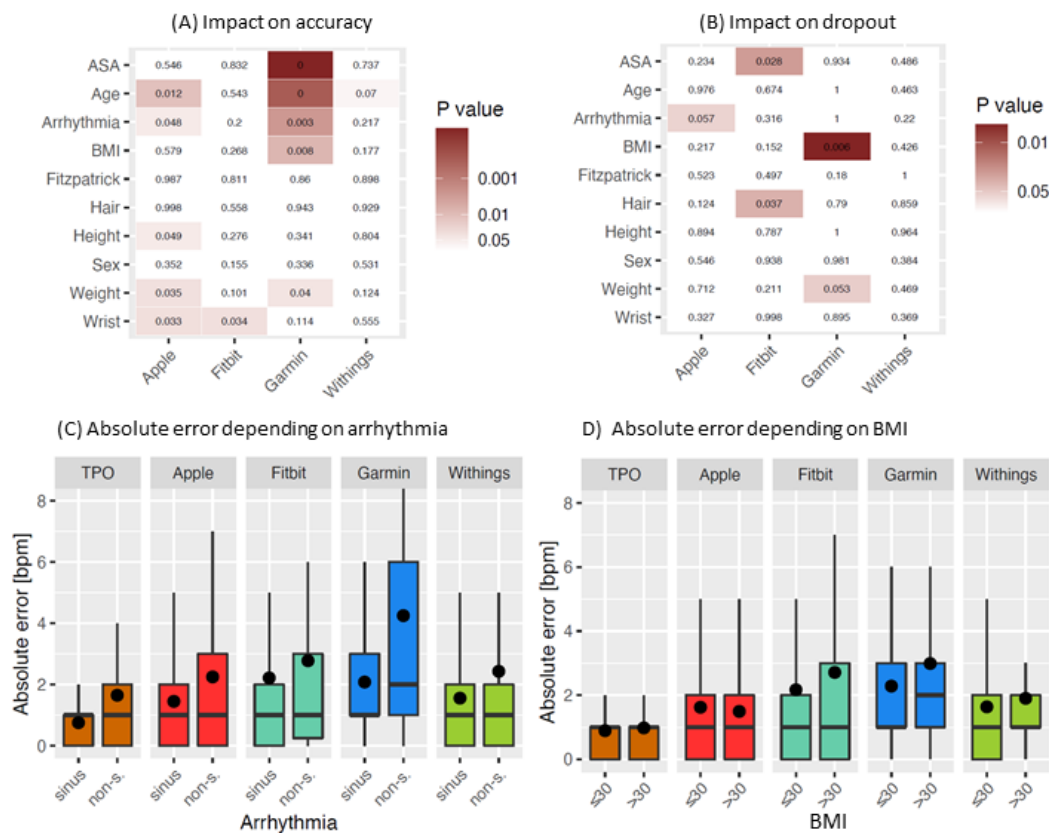 (A) Impact on accuracy
ASA 0.546 0.832 0 0.737
Age 0.012 0.543 0 0.07
Arrhythmia 0.048 0.2 0.003 0.217
BMI 0.579 0.268 0.008 0.177
Fitzpatrick 0.987 0.811 0.86 0.898
Hair 0.998 0.558 0.943 0.929
Height 0.049 0.276 0.341 0.804
Sex 0.352 0.155 0.336 0.531
Weight 0.035 0.101 0.04 0.124
Wrist 0.033 0.034 0.114 0.555
Apple Fitbit Garmin Withings
P value
0.001
0.01
0.05
(B) Impact on dropout
ASA 0.234 0.028 0.934 0.486
Age 0.976 0.674 1 0.463
Arrhythmia 0.057 0.316 1 0.22
BMI 0.217 0.152 0.006 0.426
Fitzpatrick 0.523 0.497 0.18 1
Hair 0.124 0.037 0.79 0.859
Height 0.894 0.787 1 0.964
Sex 0.546 0.938 0.981 0.384
Weight 0.712 0.211 0.053 0.469
Wrist 0.327 0.998 0.895 0.369
Apple Fitbit Garmin Withings
P value
0.01
0.05
(C) Absolute error depending on arrhythmia
TPO Apple Fitbit Garmin Withings
Absolute error [bpm]
8
6
4
2
0
sinus non-s. sinus non-s. sinus non-s. sinus non-s. sinus non-s.
Arrhythmia
D) Absolute error depending on BMI
TPO Apple Fitbit Garmin Withings
Absolute error [bpm]
8
6
4
2
0
≤30 >30 ≤30 >30 ≤30 >30 ≤30 >30 ≤30 >30
BMI